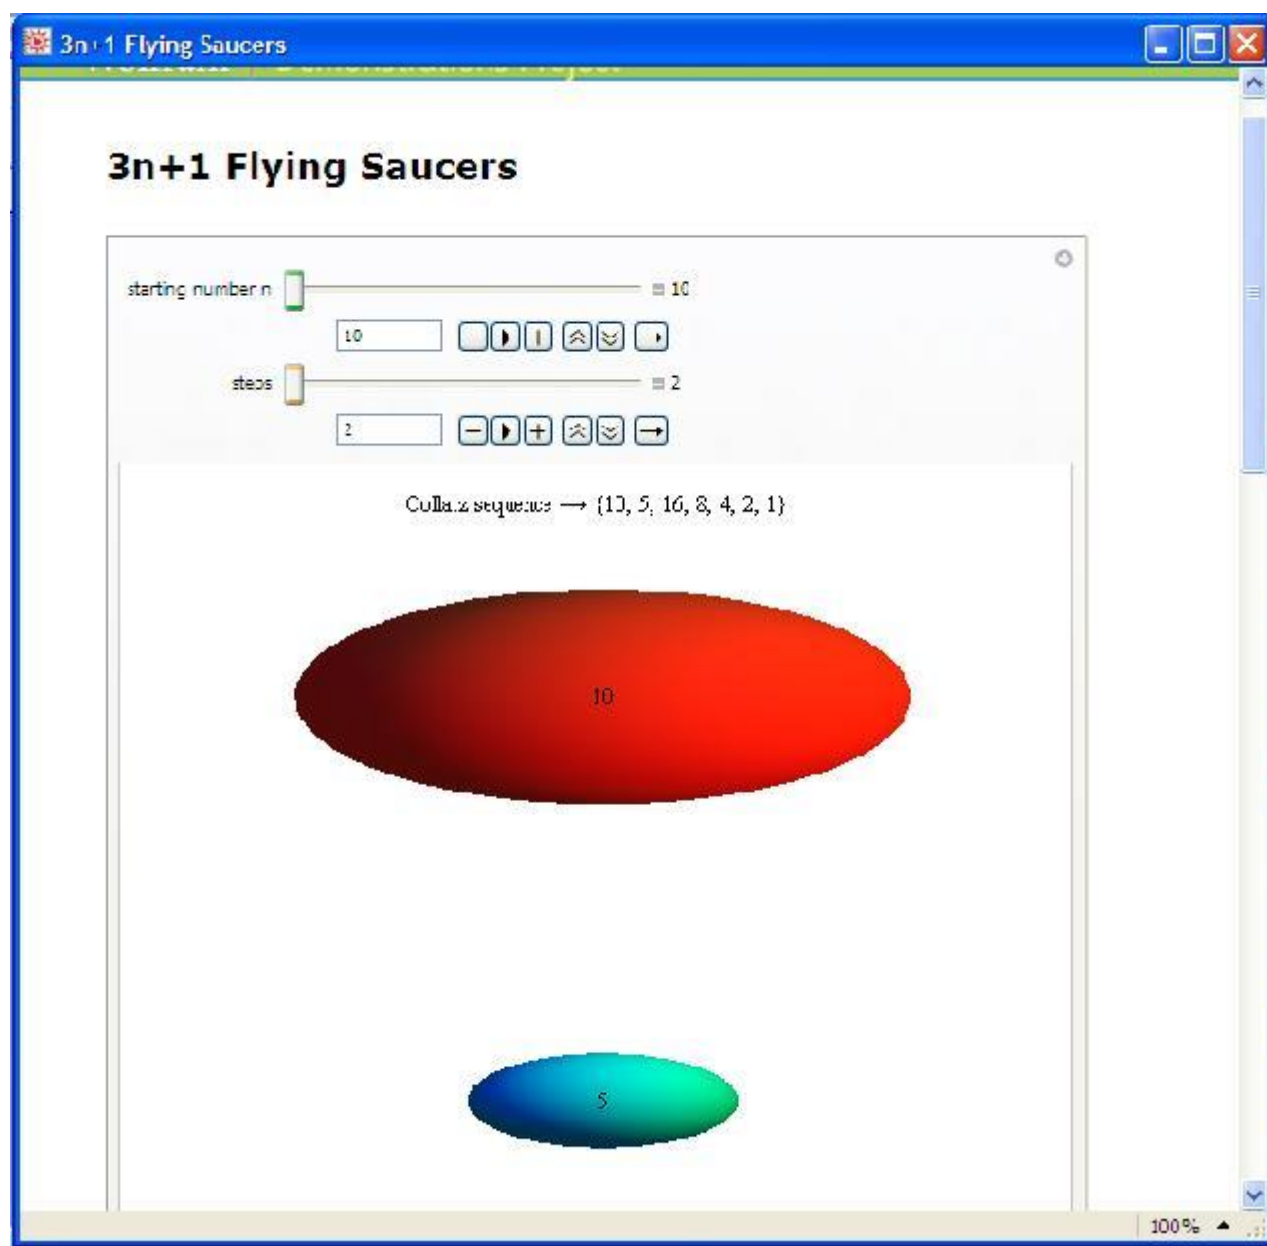 3n+1 Flying Saucers
3n+1 Flying Saucers
starting number n 10
10
steps 2
2
Collatz sequence → {10, 5, 16, 8, 4, 2, 1}
10
5
100%